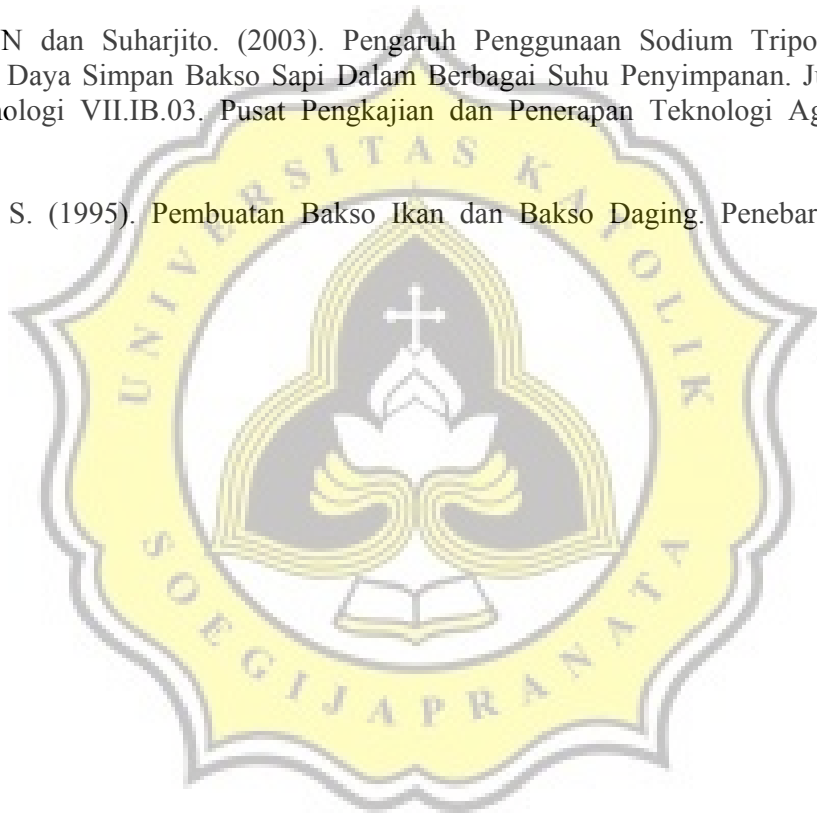 N dan Suharjito. (2003). Pengaruh Penggunaan Sodium Tripo
Daya Simpan Bakso Sapi Dalam Berbagai Suhu Penyimpanan. Ju
nologi VII.IB.03. Pusat Pengkajian dan Penerapan Teknologi Ag
S. (1995). Pembuatan Bakso Ikan dan Bakso Daging. Penebar
UNIVERSITAS KATOLIK
SOEGIJAPRANATA